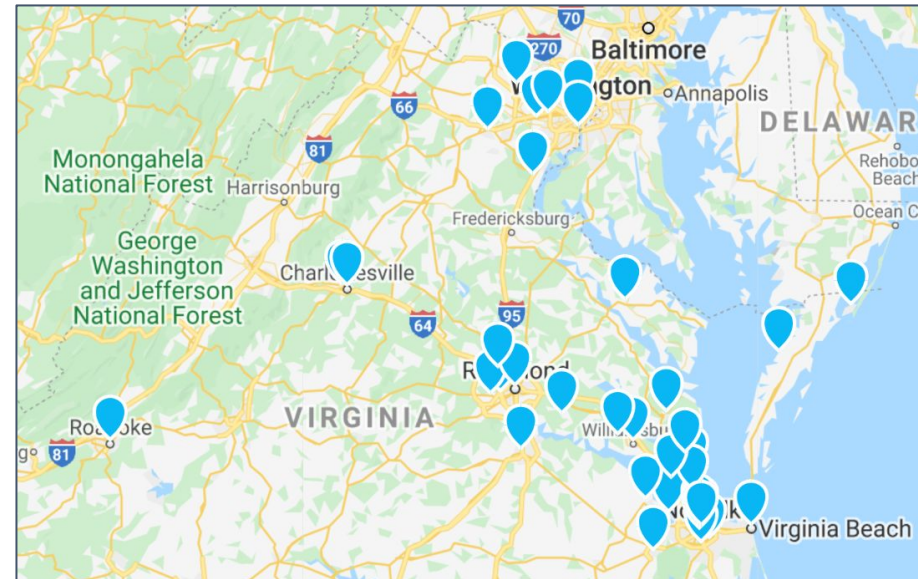 70
270
Baltimore
66
Annapolis
DELAWAR
81
Monongahela
National Forest
Harrisonburg
Rehobo
Beach
Fredericksburg
Ocean C
George
Washington
and Jefferson
National Forest
95
64
VIRGINIA
81
Virginia Beach